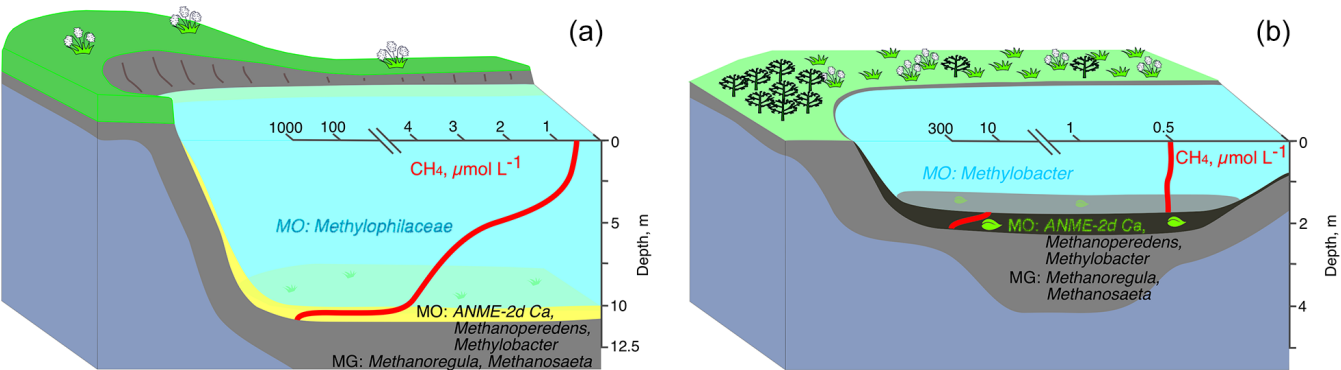 (a)
1000 100 4 3 2 1
0
CH4, µmol L-1
MO: Methylophilaceae
5
10
12.5
Depth, m
MO: ANME-2d Ca,
Methanoperedens,
Methylobacter
MG: Methanoregula, Methanosaeta
(b)
300 10 1 0.5
0
CH4, µmol L-1
MO: Methylobacter
2
4
Depth, m
MO: ANME-2d Ca,
Methanoperedens,
Methylobacter
MG: Methanoregula,
Methanosaeta